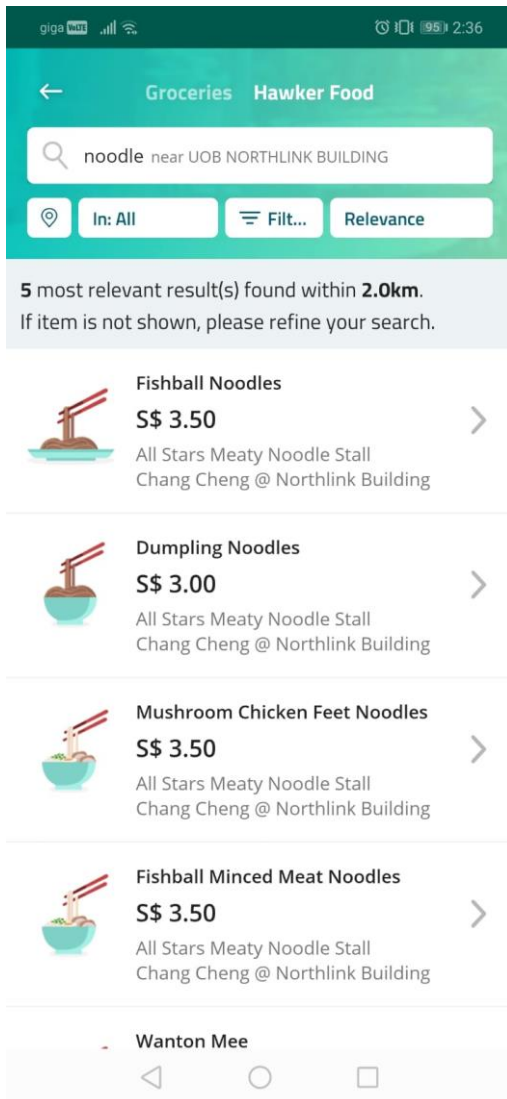 giga VoLTE 95 2:36
Groceries Hawker Food
noodle near UOB NORTHLINK BUILDING
In: All Filt... Relevance
5 most relevant result(s) found within 2.0km.
If item is not shown, please refine your search.
Fishball Noodles
S$ 3.50
All Stars Meaty Noodle Stall
Chang Cheng @ Northlink Building
Dumpling Noodles
S$ 3.00
All Stars Meaty Noodle Stall
Chang Cheng @ Northlink Building
Mushroom Chicken Feet Noodles
S$ 3.50
All Stars Meaty Noodle Stall
Chang Cheng @ Northlink Building
Fishball Minced Meat Noodles
S$ 3.50
All Stars Meaty Noodle Stall
Chang Cheng @ Northlink Building
Wanton Mee